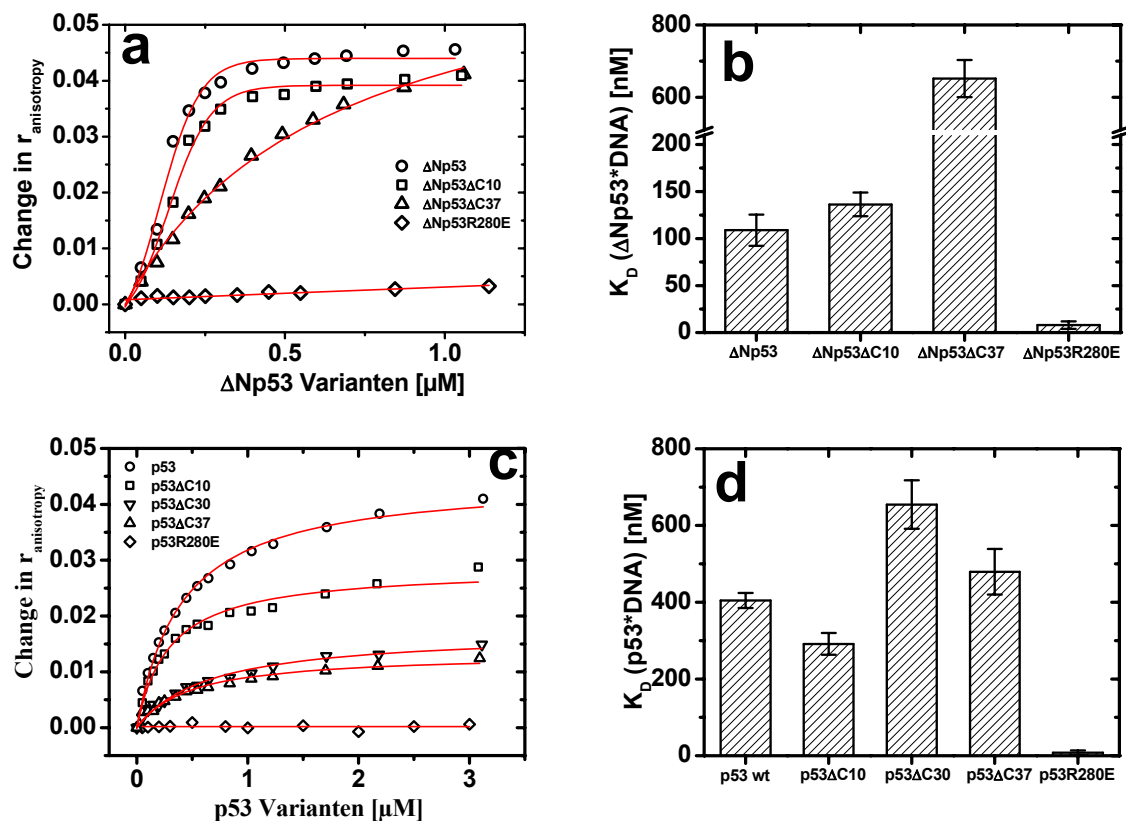 a
0.05
0.04
0.03
0.02
0.01
0.00
Change in r_anisotropy
ΔNp53
ΔNp53ΔC10
ΔNp53ΔC37
ΔNp53R280E
0.0 0.5 1.0
ΔNp53 Varianten [µM]
b
800
600
200
150
100
50
0
K_D (ΔNp53*DNA) [nM]
ΔNp53 ΔNp53ΔC10 ΔNp53ΔC37 ΔNp53R280E
c
0.05
0.04
0.03
0.02
0.01
0.00
Change in r_anisotropy
p53
p53ΔC10
p53ΔC30
p53ΔC37
p53R280E
0 1 2 3
p53 Varianten [µM]
d
800
600
400
200
0
K_D (p53*DNA) [nM]
p53 wt p53ΔC10 p53ΔC30 p53ΔC37 p53R280E